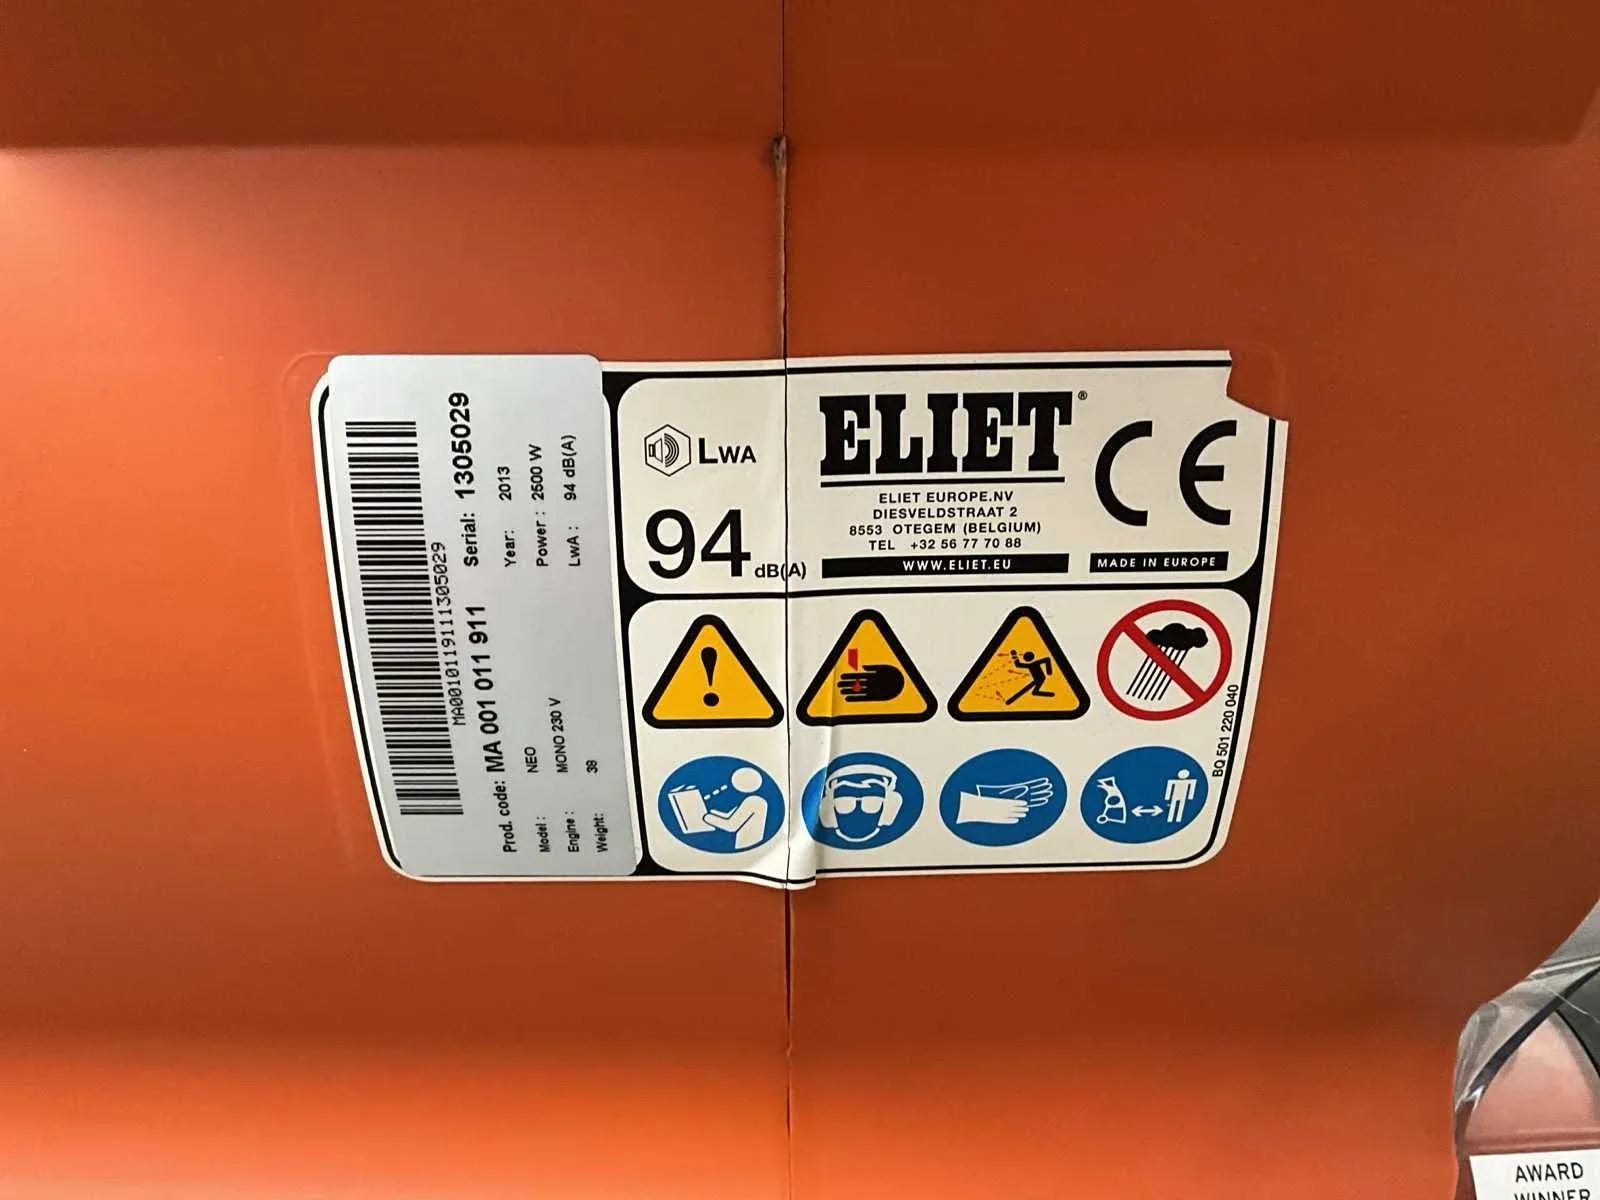 MA0010119111305029
Prod. code: MA 001 011 911 Serial: 1305029
Model: NEO Year: 2013
Engine: MONO 230 V Power: 2500 W
Weight: 38 LwA: 94 dB(A)
LWA
94 dB(A)
ELIET®
ELIET EUROPE.NV
DIESVELDSTRAAT 2
8553 OTEGEM (BELGIUM)
TEL +32 56 77 70 88
WWW.ELIET.EU
CE
MADE IN EUROPE
BQ 501 220 040
AWARD
WINNER